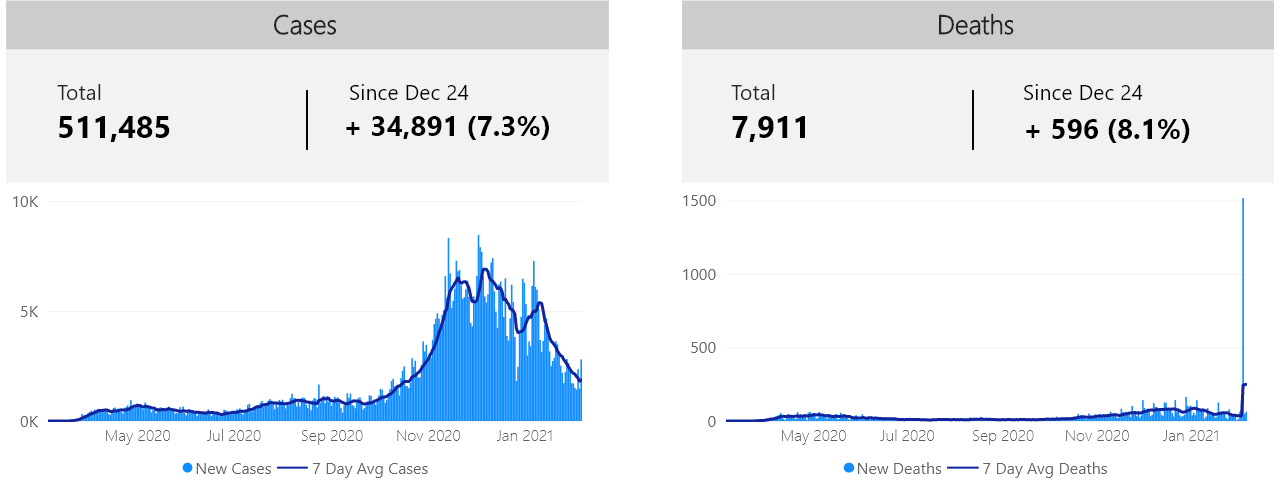 Cases
Total
511,485
Since Dec 24
+ 34,891 (7.3%)
10K
5K
0K
May 2020 Jul 2020 Sep 2020 Nov 2020 Jan 2021
New Cases 7 Day Avg Cases
Deaths
Total
7,911
Since Dec 24
+ 596 (8.1%)
1500
1000
500
0
May 2020 Jul 2020 Sep 2020 Nov 2020 Jan 2021
New Deaths 7 Day Avg Deaths